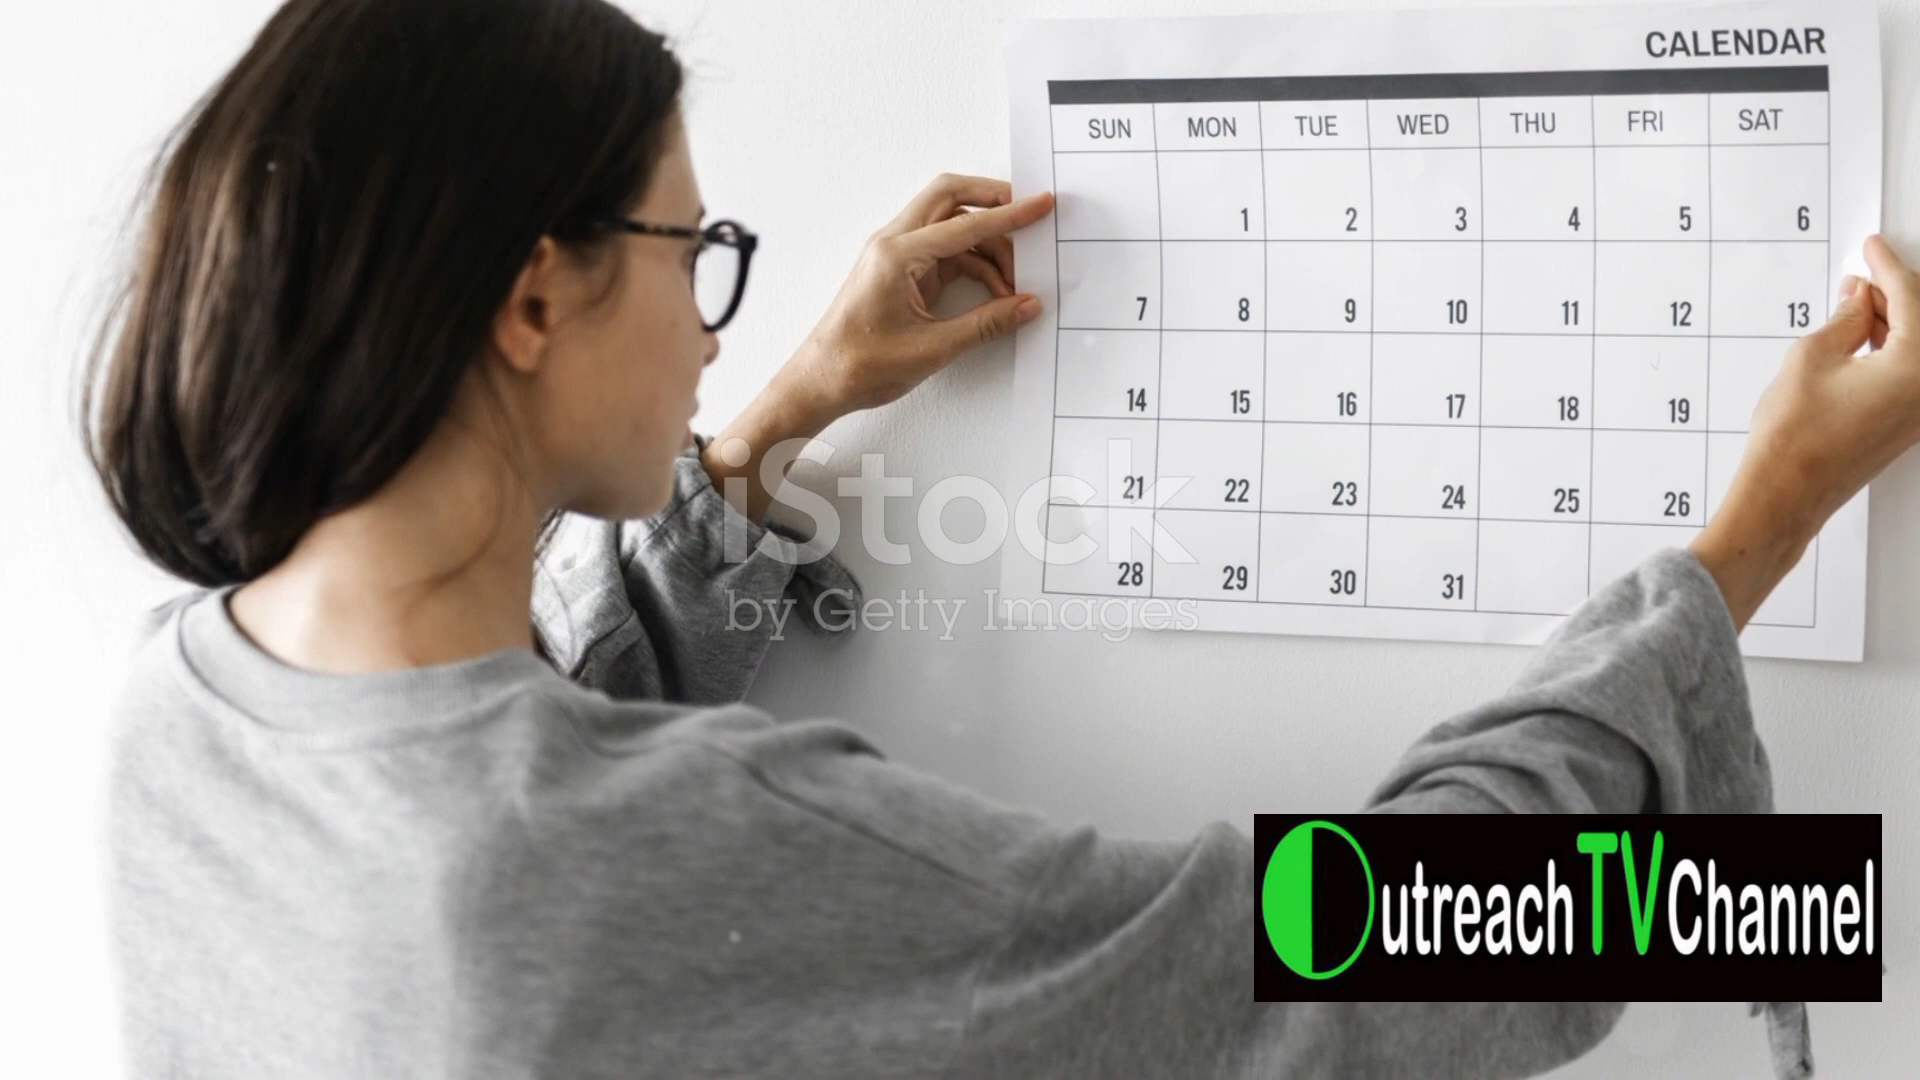 CALENDAR
SUN MON TUE WED THU FRI SAT
1 2 3 4 5 6
7 8 9 10 11 12 13
14 15 16 17 18 19
21 22 23 24 25 26
28 29 30 31
iStock
by Getty Images
OutreachTVChannel